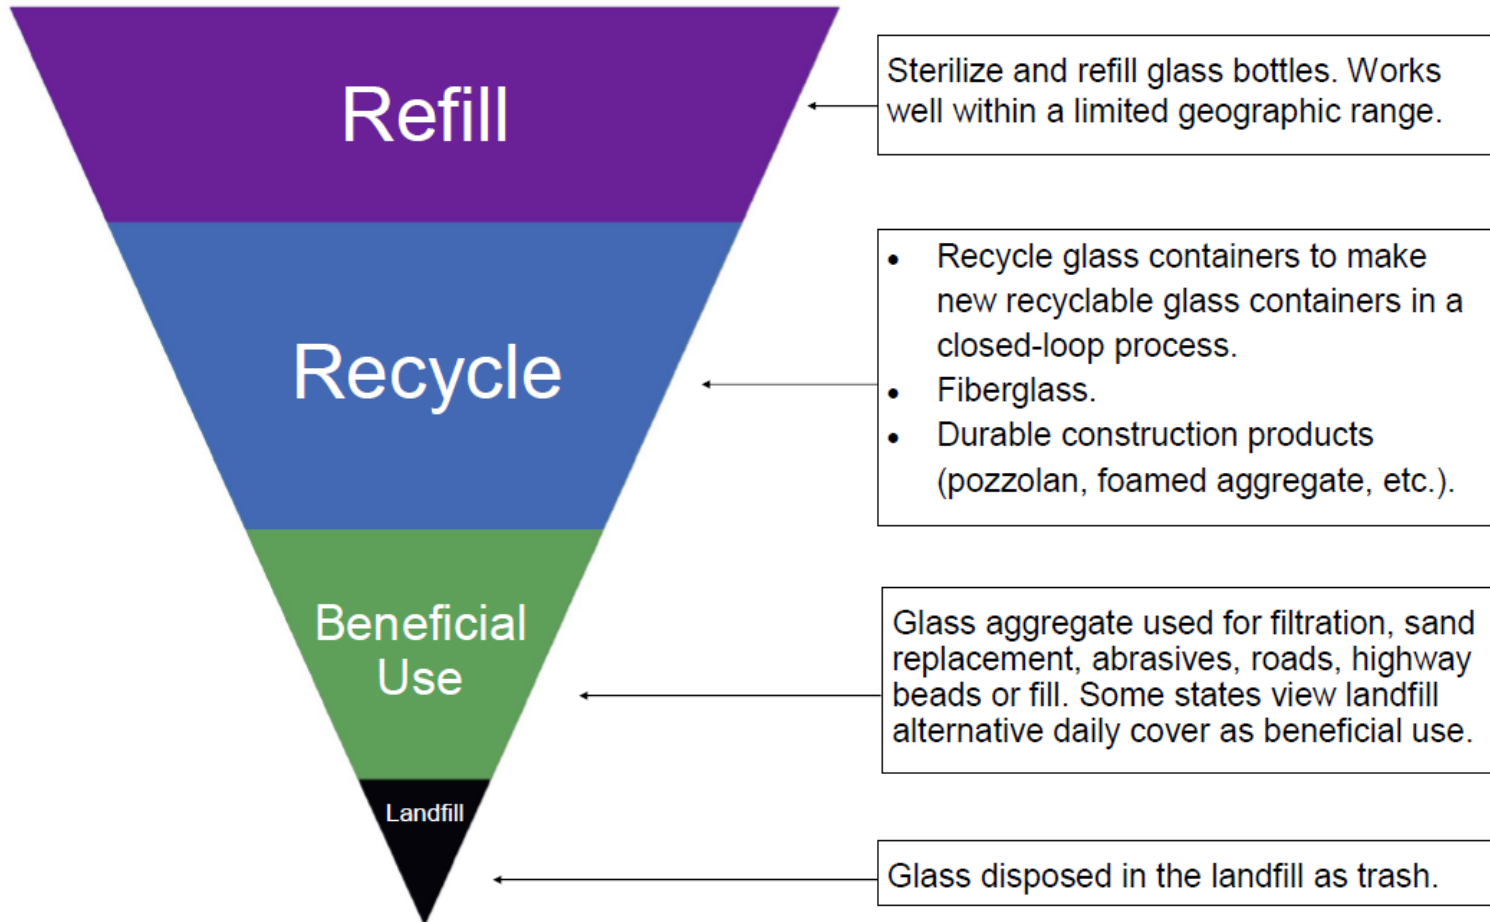 Refill
Sterilize and refill glass bottles. Works
well within a limited geographic range.
Recycle
• Recycle glass containers to make
new recyclable glass containers in a
closed-loop process.
• Fiberglass.
• Durable construction products
(pozzolan, foamed aggregate, etc.).
Beneficial
Use
Glass aggregate used for filtration, sand
replacement, abrasives, roads, highway
beads or fill. Some states view landfill
alternative daily cover as beneficial use.
Landfill
Glass disposed in the landfill as trash.